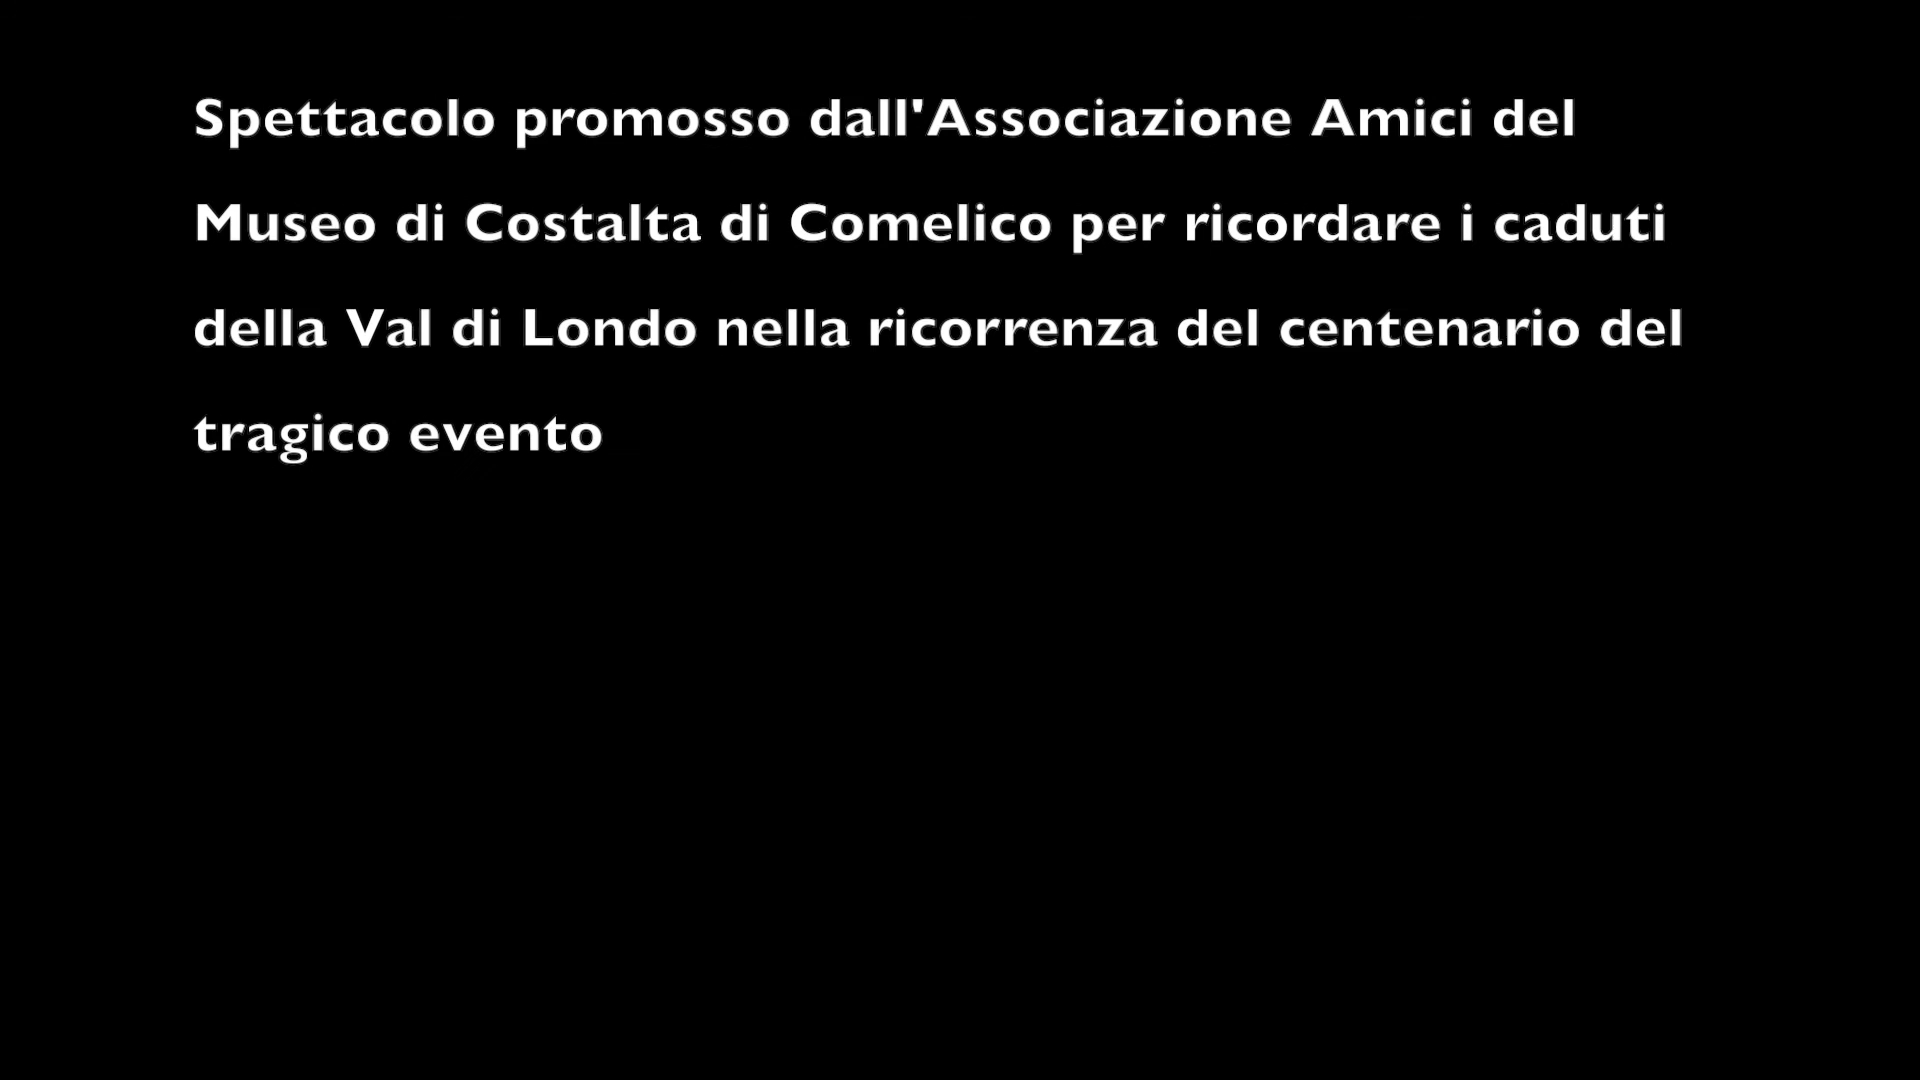 Spettacolo promosso dall'Associazione Amici del
Museo di Costalta di Comelico per ricordare i caduti
della Val di Londo nella ricorrenza del centenario del
tragico evento